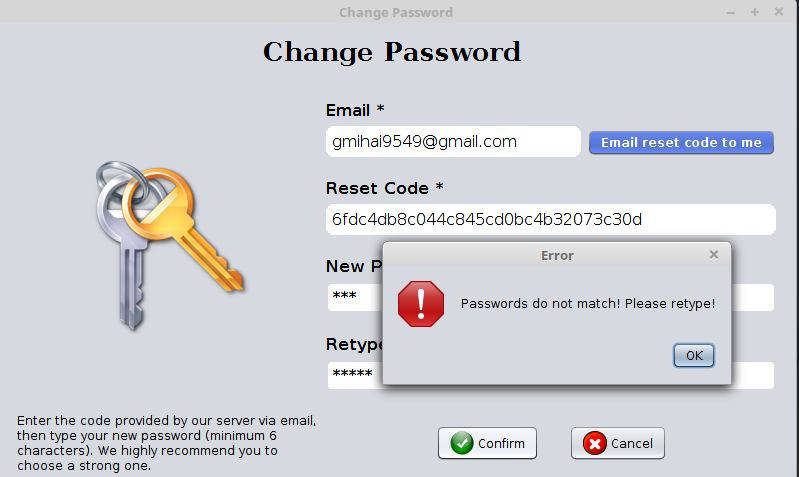 Change Password
Change Password
Email *
gmihai9549@gmail.com
Email reset code to me
Reset Code *
6fdc4db8c044c845cd0bc4b32073c30d
Error
New P
Passwords do not match! Please retype!
***
OK
Retype
*****
Enter the code provided by our server via email,
then type your new password (minimum 6
characters). We highly recommend you to
choose a strong one.
Confirm
Cancel